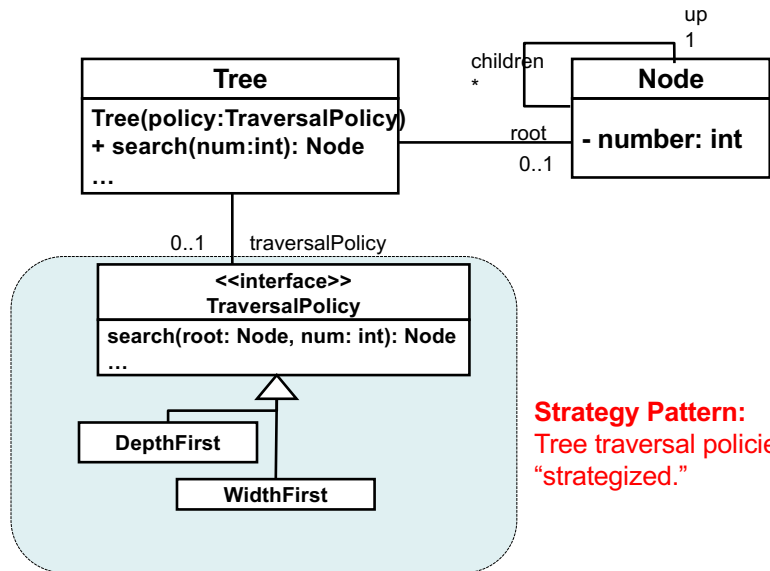 up
1
children
*
Tree
Node
Tree(policy:TraversalPolicy)
+ search(num:int): Node
…
root
0..1
- number: int
0..1
traversalPolicy
<<interface>>
TraversalPolicy
search(root: Node, num: int): Node
…
DepthFirst
WidthFirst
Strategy Pattern:
Tree traversal policie
“strategized.”